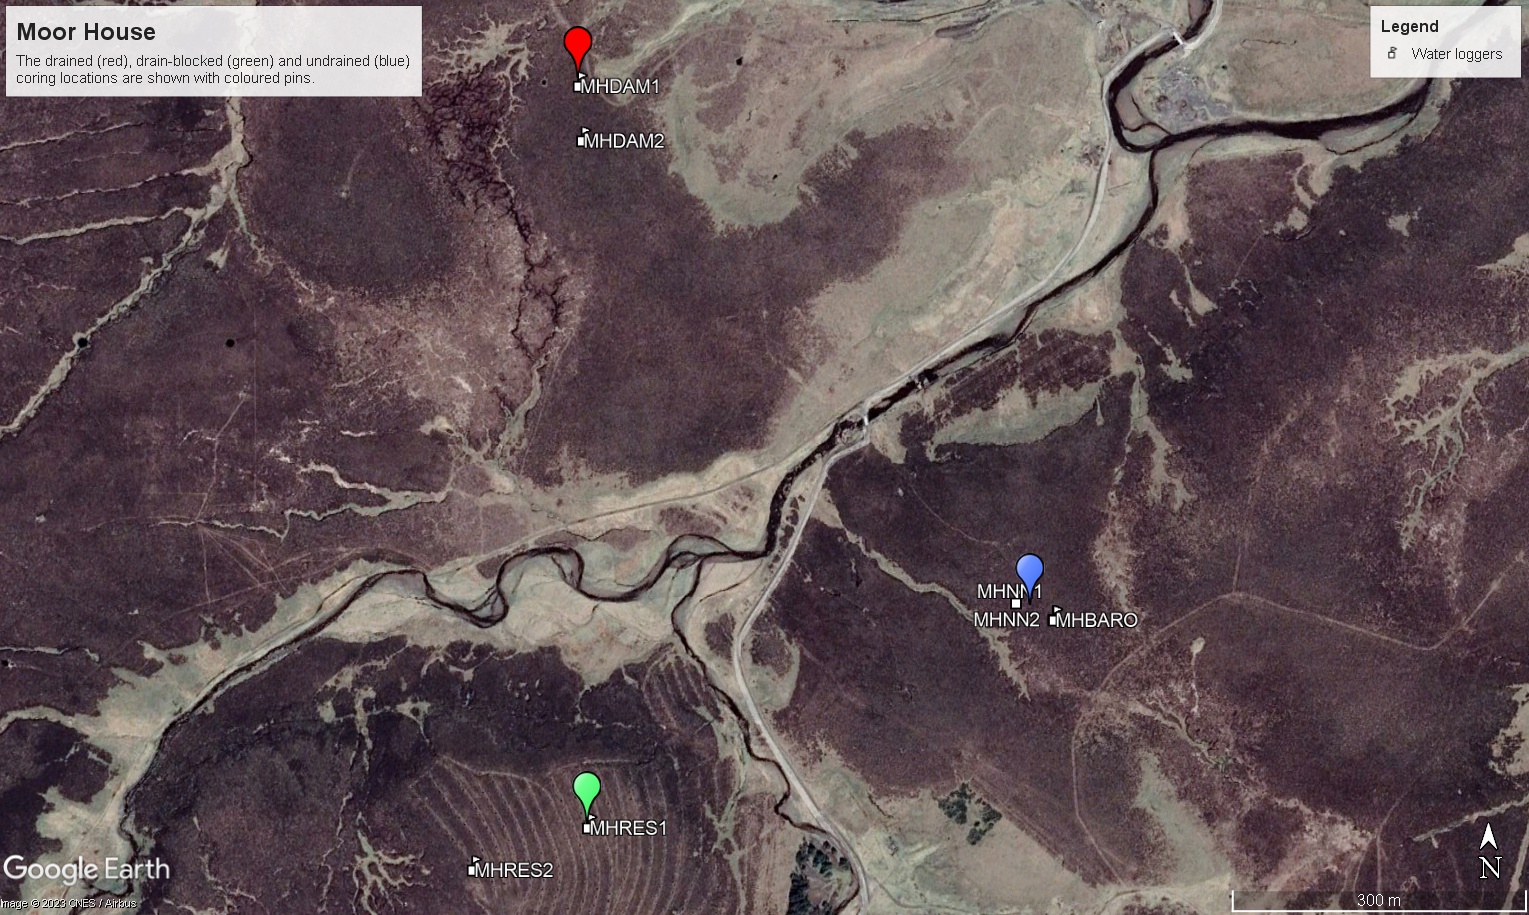 Moor House
The drained (red), drain-blocked (green) and undrained (blue)
coring locations are shown with coloured pins.
Legend
Water loggers
MHDAM1
MHDAM2
MHNN1
MHNN2
MHBARO
MHRES1
MHRES2
Google Earth
mage © 2023 CNES / Airbus
N
300 m